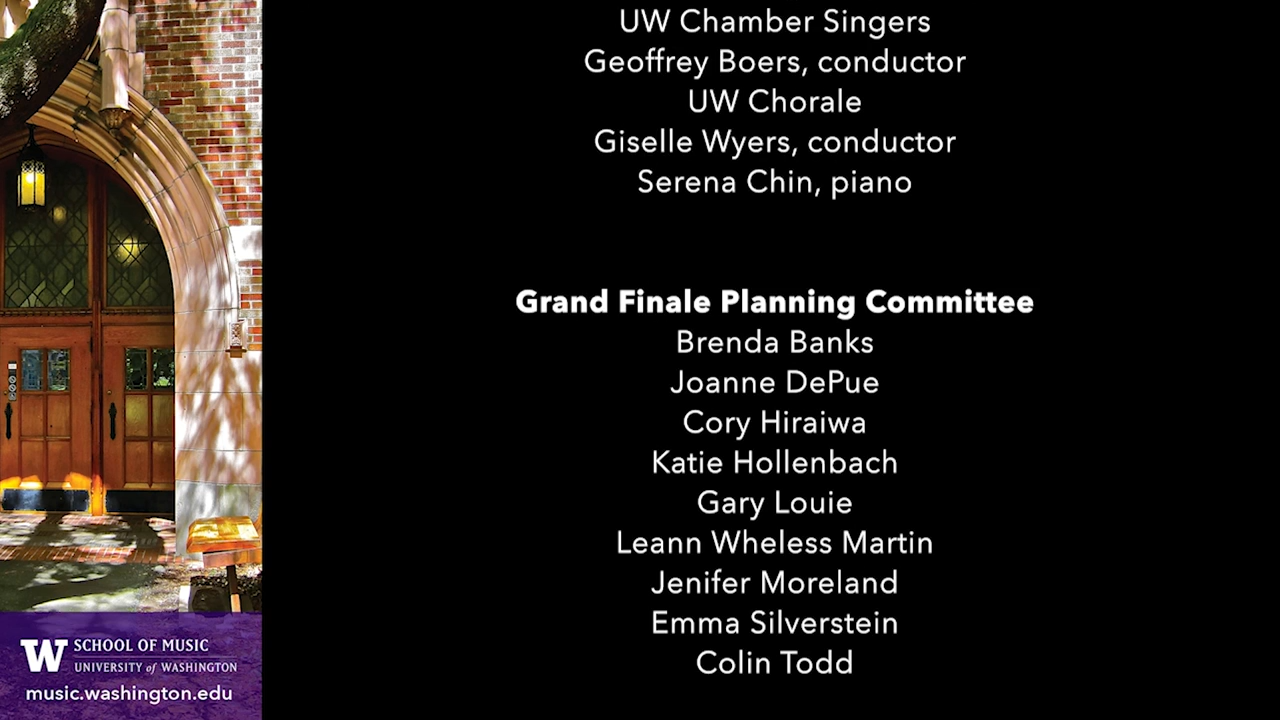 UW Chamber Singers
Geoffrey Boers, conductor
UW Chorale
Giselle Wyers, conductor
Serena Chin, piano
Grand Finale Planning Committee
Brenda Banks
Joanne DePue
Cory Hiraiwa
Katie Hollenbach
Gary Louie
Leann Wheless Martin
Jenifer Moreland
Emma Silverstein
Colin Todd
W SCHOOL OF MUSIC
UNIVERSITY of WASHINGTON
music.washington.edu